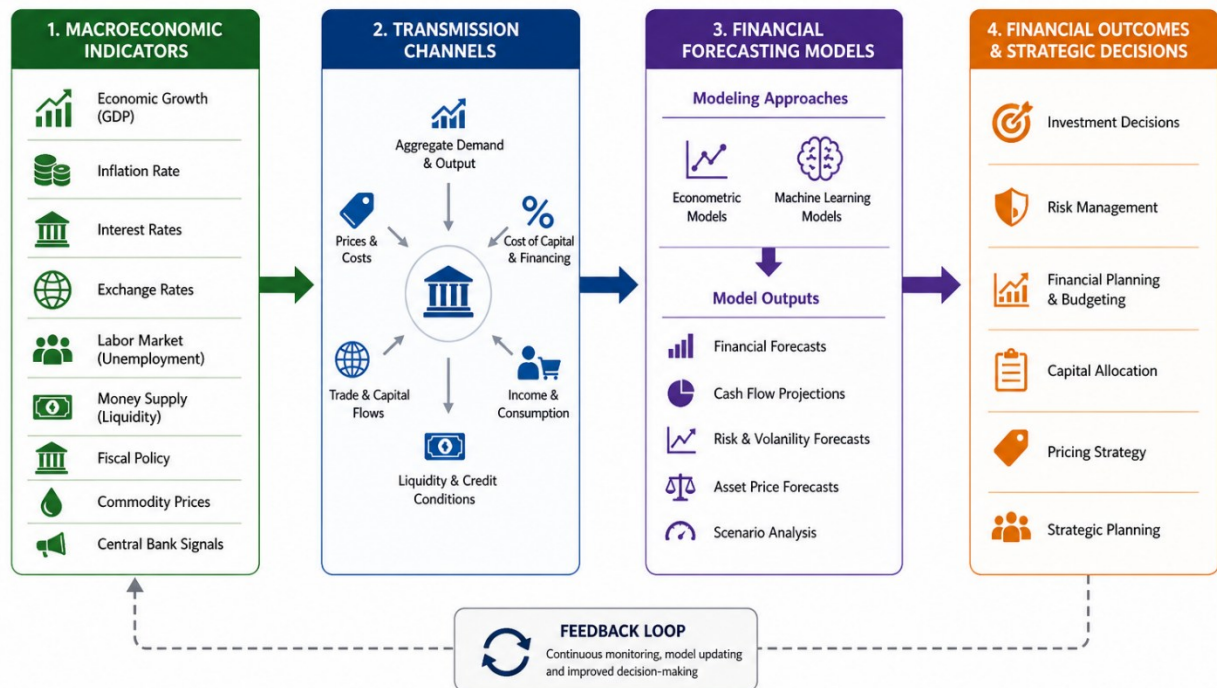 1. MACROECONOMIC
INDICATORS
Economic Growth
(GDP)
Inflation Rate
Interest Rates
Exchange Rates
Labor Market
(Unemployment)
Money Supply
(Liquidity)
Fiscal Policy
Commodity Prices
Central Bank Signals
2. TRANSMISSION
CHANNELS
Aggregate Demand
& Output
Prices &
Costs
%
Cost of Capital
& Financing
Trade & Capital
Flows
Income &
Consumption
Liquidity & Credit
Conditions
3. FINANCIAL
FORECASTING MODELS
Modeling Approaches
Econometric
Models
Machine Learning
Models
Model Outputs
Financial Forecasts
Cash Flow Projections
Risk & Volanility Forecasts
Asset Price Forecasts
Scenario Analysis
4. FINANCIAL OUTCOMES
& STRATEGIC DECISIONS
Investment Decisions
Risk Management
Financial Planning
& Budgeting
Capital Allocation
Pricing Strategy
Strategic Planning
FEEDBACK LOOP
Continuous monitoring, model updating
and improved decision-making